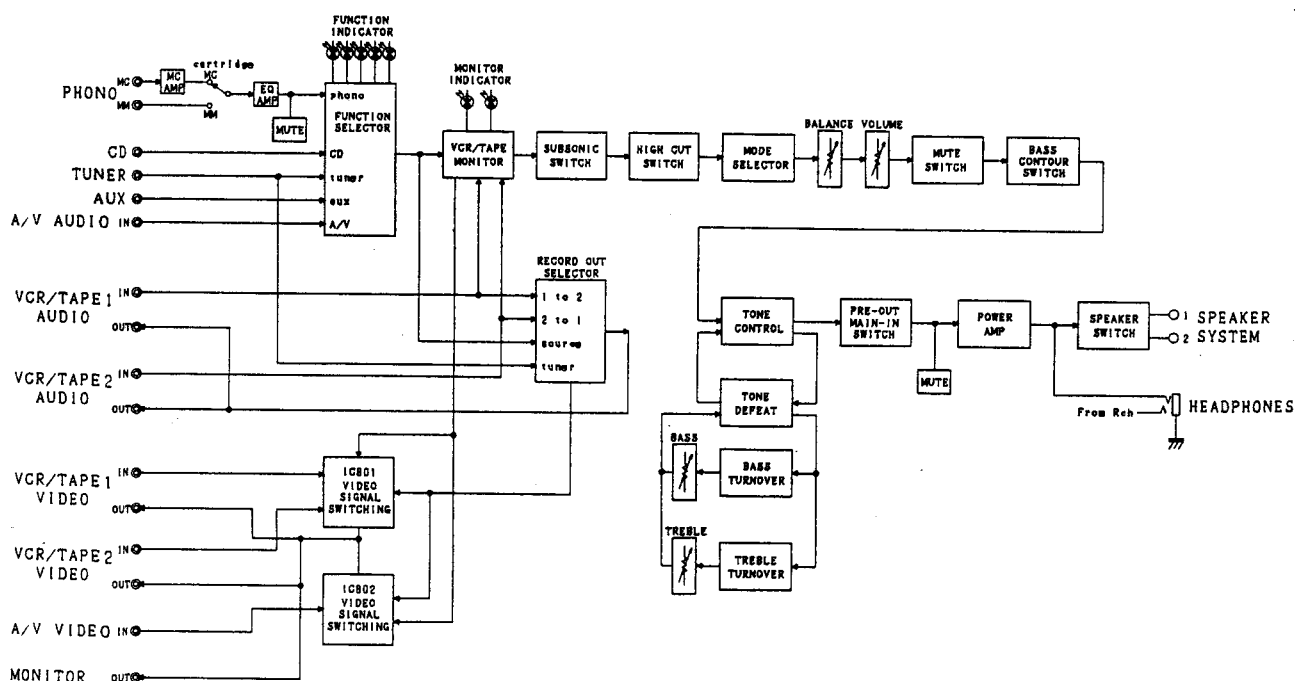 FUNCTION
INDICATOR
MONITOR
INDICATOR
cartridge
PHONO
MC
MC
AMP
MC
MM
MM
EQ
AMP
MUTE
phono
FUNCTION
SELECTOR
CD
tuner
aux
A/V
CD
TUNER
AUX
A/V AUDIO IN
VCR/TAPE
MONITOR
SUBSONIC
SWITCH
HIGH CUT
SWITCH
MODE
SELECTOR
BALANCE
VOLUME
MUTE
SWITCH
BASS
CONTOUR
SWITCH
RECORD OUT
SELECTOR
1 to 2
2 to 1
source
tuner
VCR/TAPE1
AUDIO
IN
OUT
VCR/TAPE2
AUDIO
IN
OUT
TONE
CONTROL
PRE-OUT
MAIN-IN
SWITCH
MUTE
POWER
AMP
SPEAKER
SWITCH
1
2
SPEAKER
SYSTEM
From Rch
HEADPHONES
TONE
DEFEAT
BASS
BASS
TURNOVER
TREBLE
TREBLE
TURNOVER
VCR/TAPE1
VIDEO
IN
OUT
VCR/TAPE2
VIDEO
IN
OUT
IC801
VIDEO
SIGNAL
SWITCHING
IC802
VIDEO
SIGNAL
SWITCHING
A/V VIDEO IN
MONITOR OUT